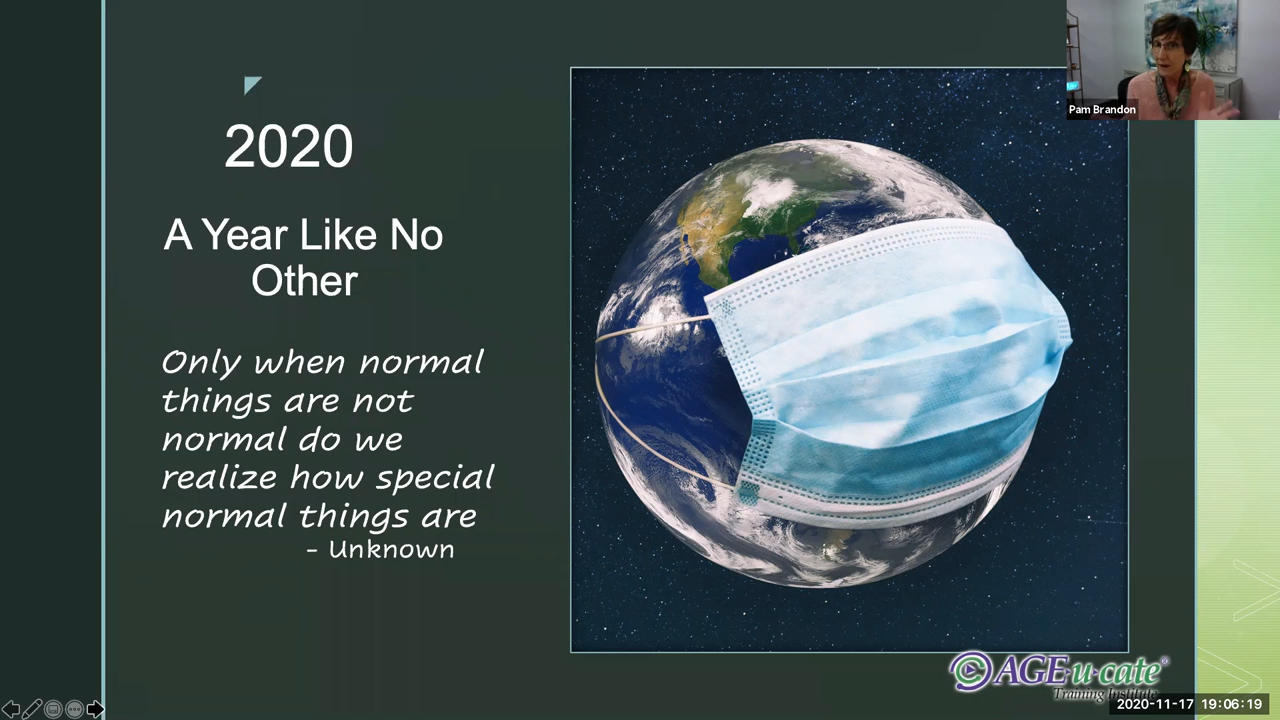 2020
A Year Like No
Other
Only when normal
things are not
normal do we
realize how special
normal things are
- Unknown
Pam Brandon
AGE·u·cate®
Training Institute
2020-11-17 19:06:19